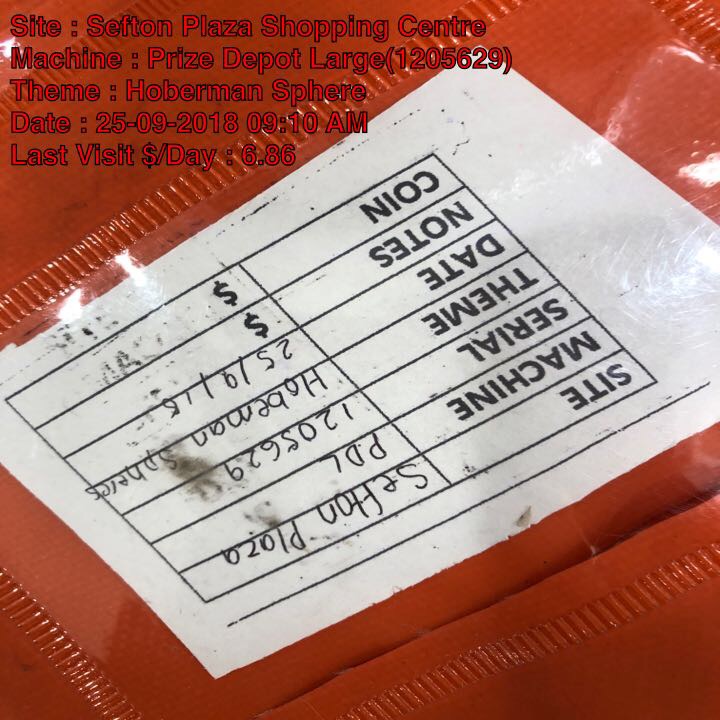 Site : Sefton Plaza Shopping Centre
Machine : Prize Depot Large(1205629)
Theme : Hoberman Sphere
Date : 25-09-2018 09:10 AM
Last Visit $/Day : 6.86
SITE Sefton Plaza
MACHINE PDL
SERIAL 1205629
THEME Hoberman Spheres
DATE 25/9/18
NOTES $
COIN $